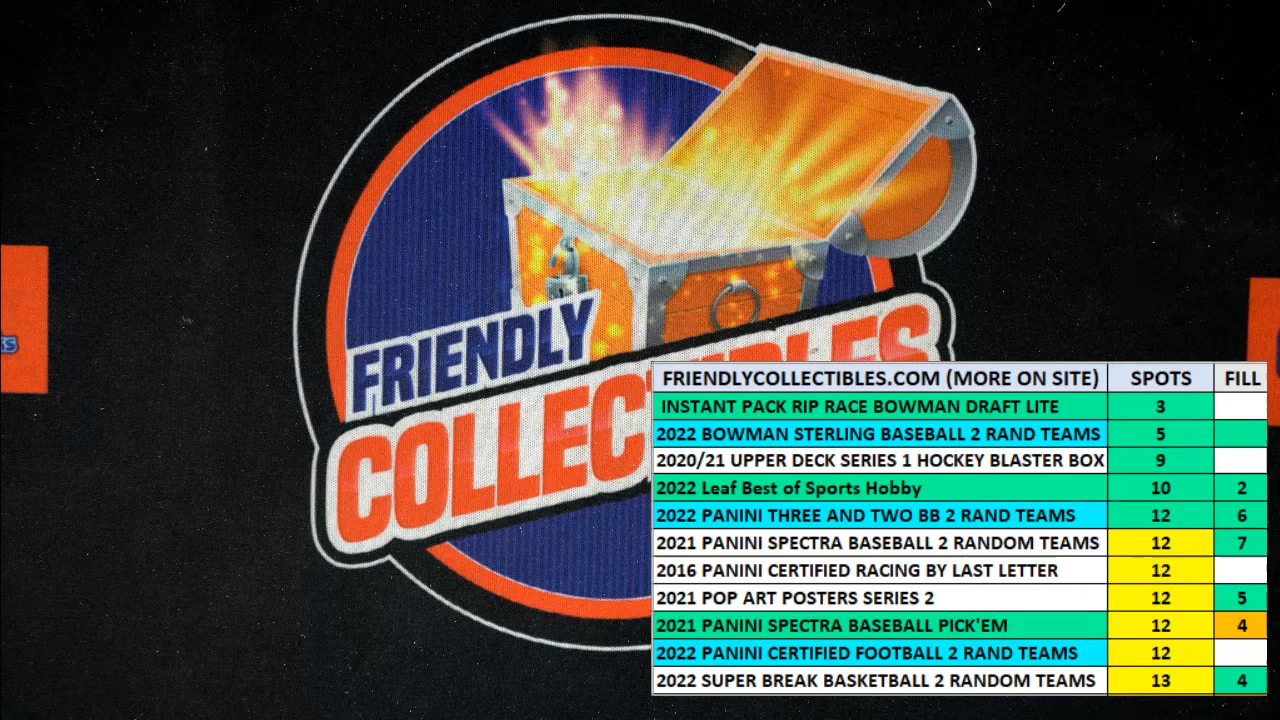 FRIENDLY
FRIENDLYCOLLECTIBLES.COM (MORE ON SITE) SPOTS FILL
INSTANT PACK RIP RACE BOWMAN DRAFT LITE 3
2022 BOWMAN STERLING BASEBALL 2 RAND TEAMS 5
2020/21 UPPER DECK SERIES 1 HOCKEY BLASTER BOX 9
2022 Leaf Best of Sports Hobby 10 2
2022 PANINI THREE AND TWO BB 2 RAND TEAMS 12 6
2021 PANINI SPECTRA BASEBALL 2 RANDOM TEAMS 12 7
2016 PANINI CERTIFIED RACING BY LAST LETTER 12
2021 POP ART POSTERS SERIES 2 12 5
2021 PANINI SPECTRA BASEBALL PICK'EM 12 4
2022 PANINI CERTIFIED FOOTBALL 2 RAND TEAMS 12
2022 SUPER BREAK BASKETBALL 2 RANDOM TEAMS 13 4